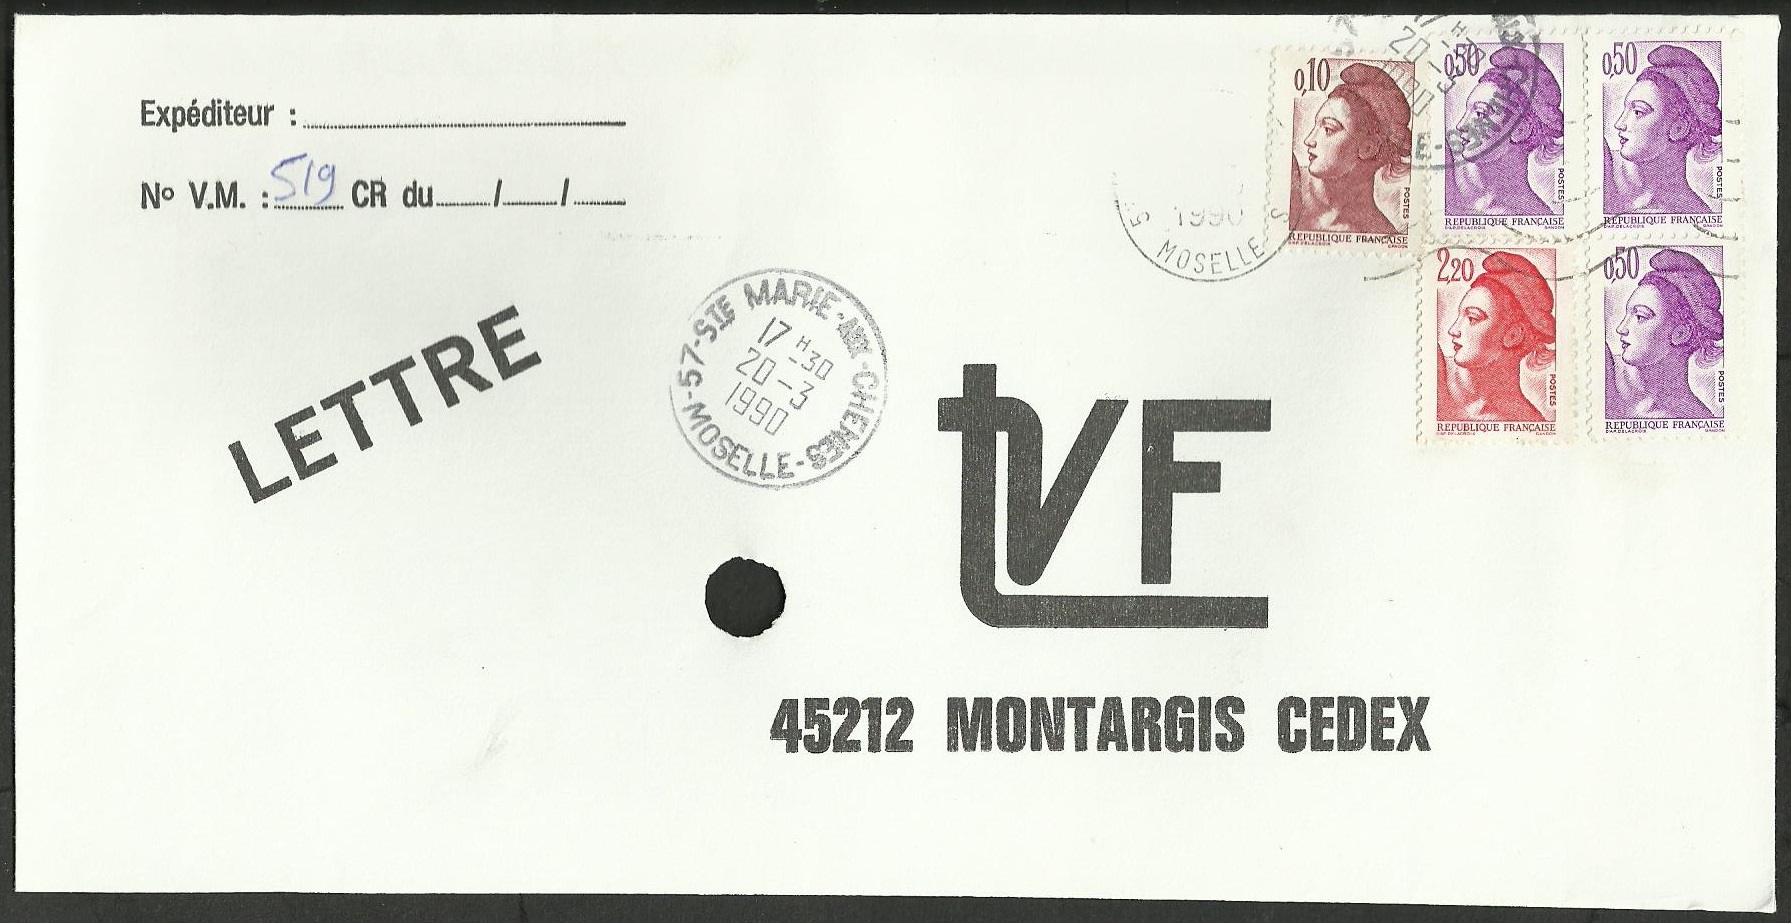 Expéditeur :
Nº V.M. : 519 CR du / /
LETTRE
57-STE MARIE-AUX-CHENES
17 H 30
20-3
1990
-MOSELLE-
1990
MOSELLE
0,10
POSTES
REPUBLIQUE FRANÇAISE
0,50
POSTES
REPUBLIQUE FRANÇAISE
0,50
POSTES
REPUBLIQUE FRANÇAISE
2,20
POSTES
REPUBLIQUE FRANÇAISE
0,50
POSTES
REPUBLIQUE FRANÇAISE
tVF
45212 MONTARGIS CEDEX